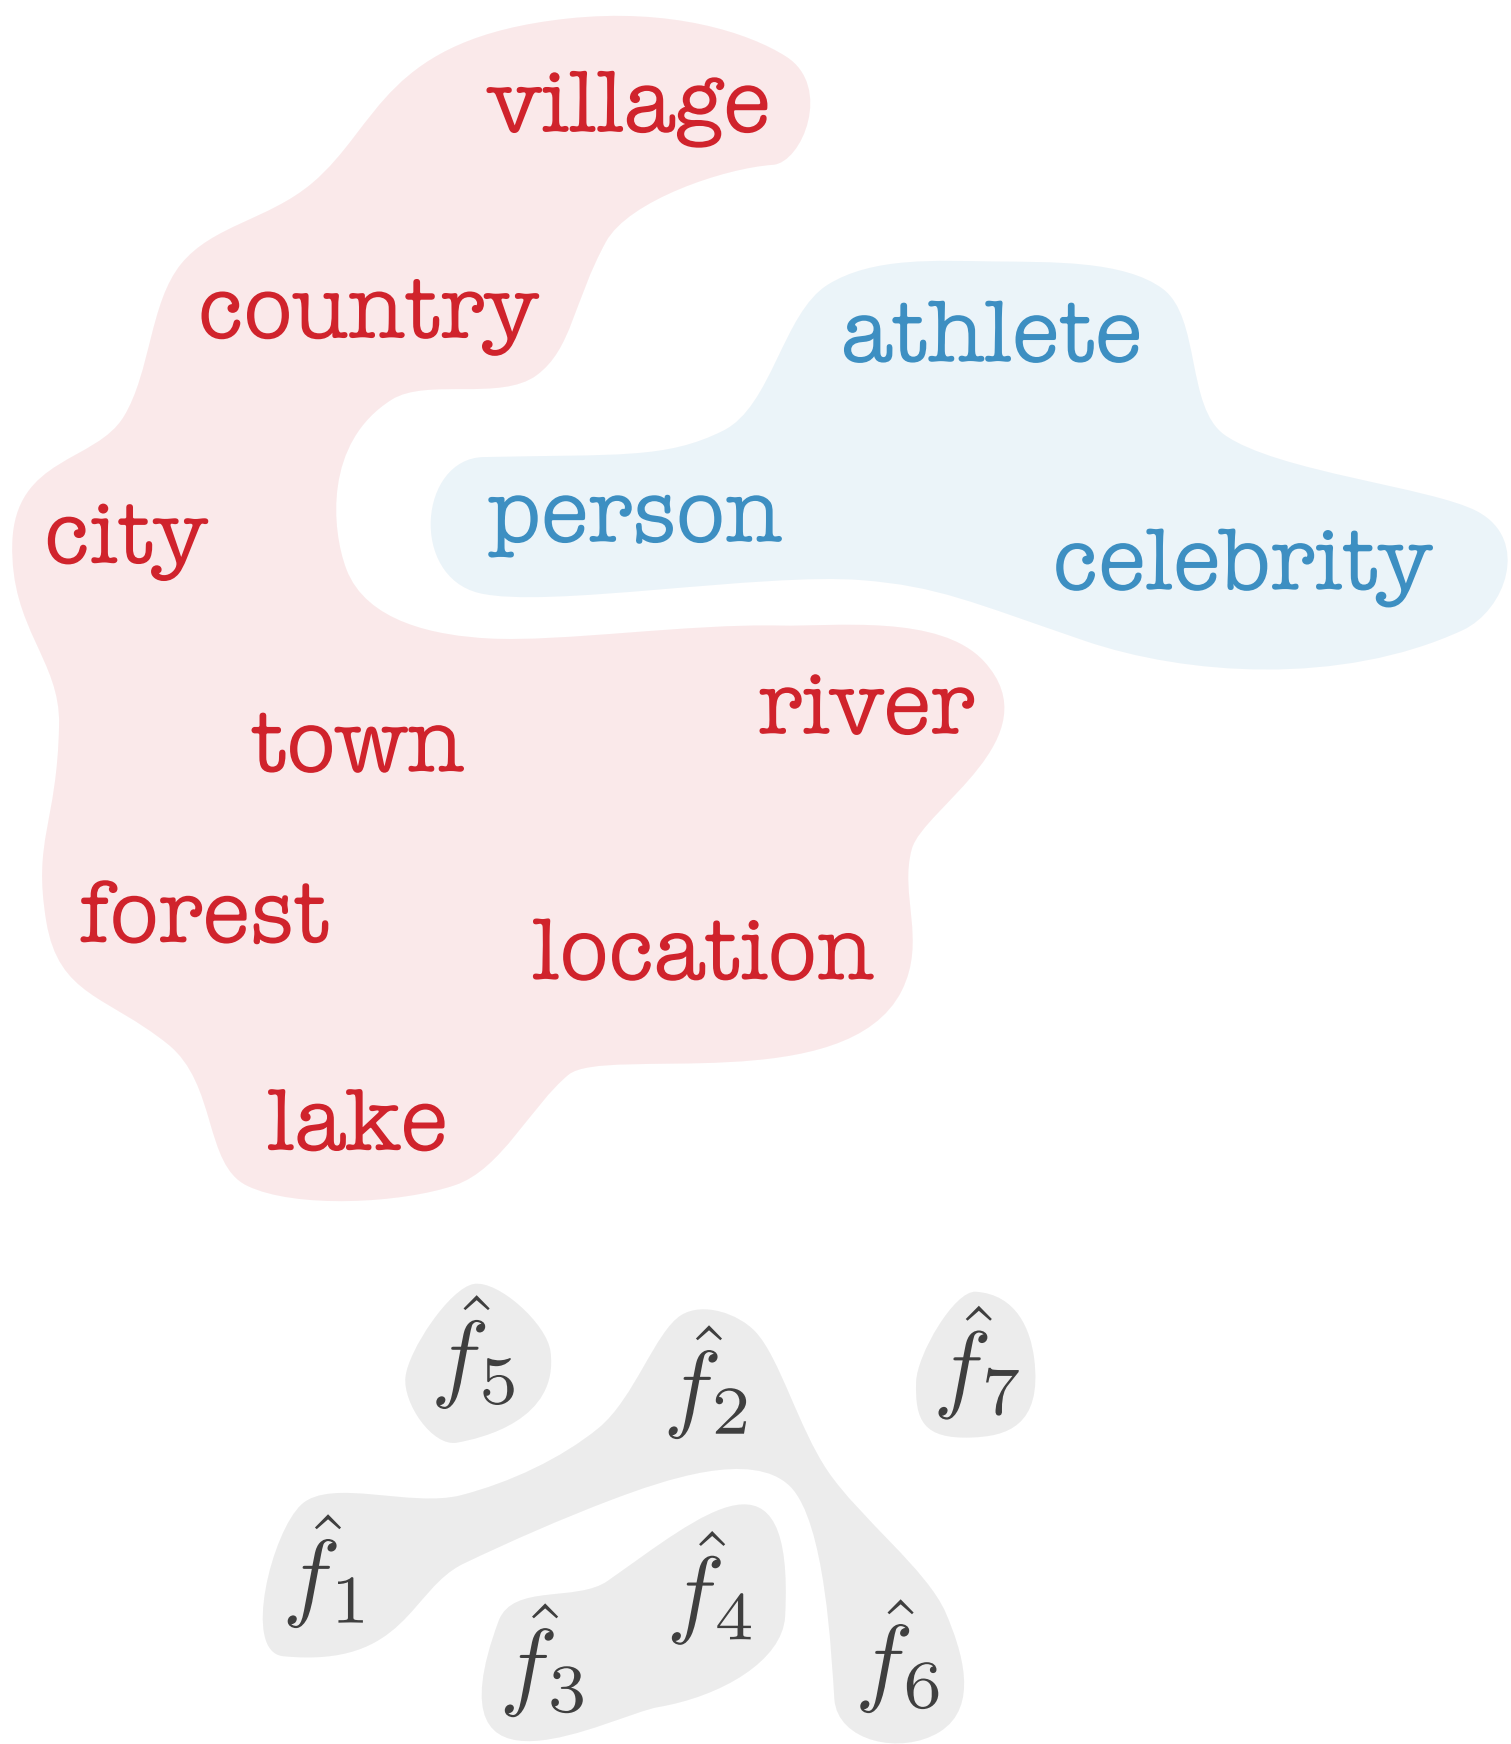 village
country
athlete
city
person
celebrity
town
river
forest
location
lake
f̂₅
f̂₂
f̂₇
f̂₁
f̂₄
f̂₃
f̂₆